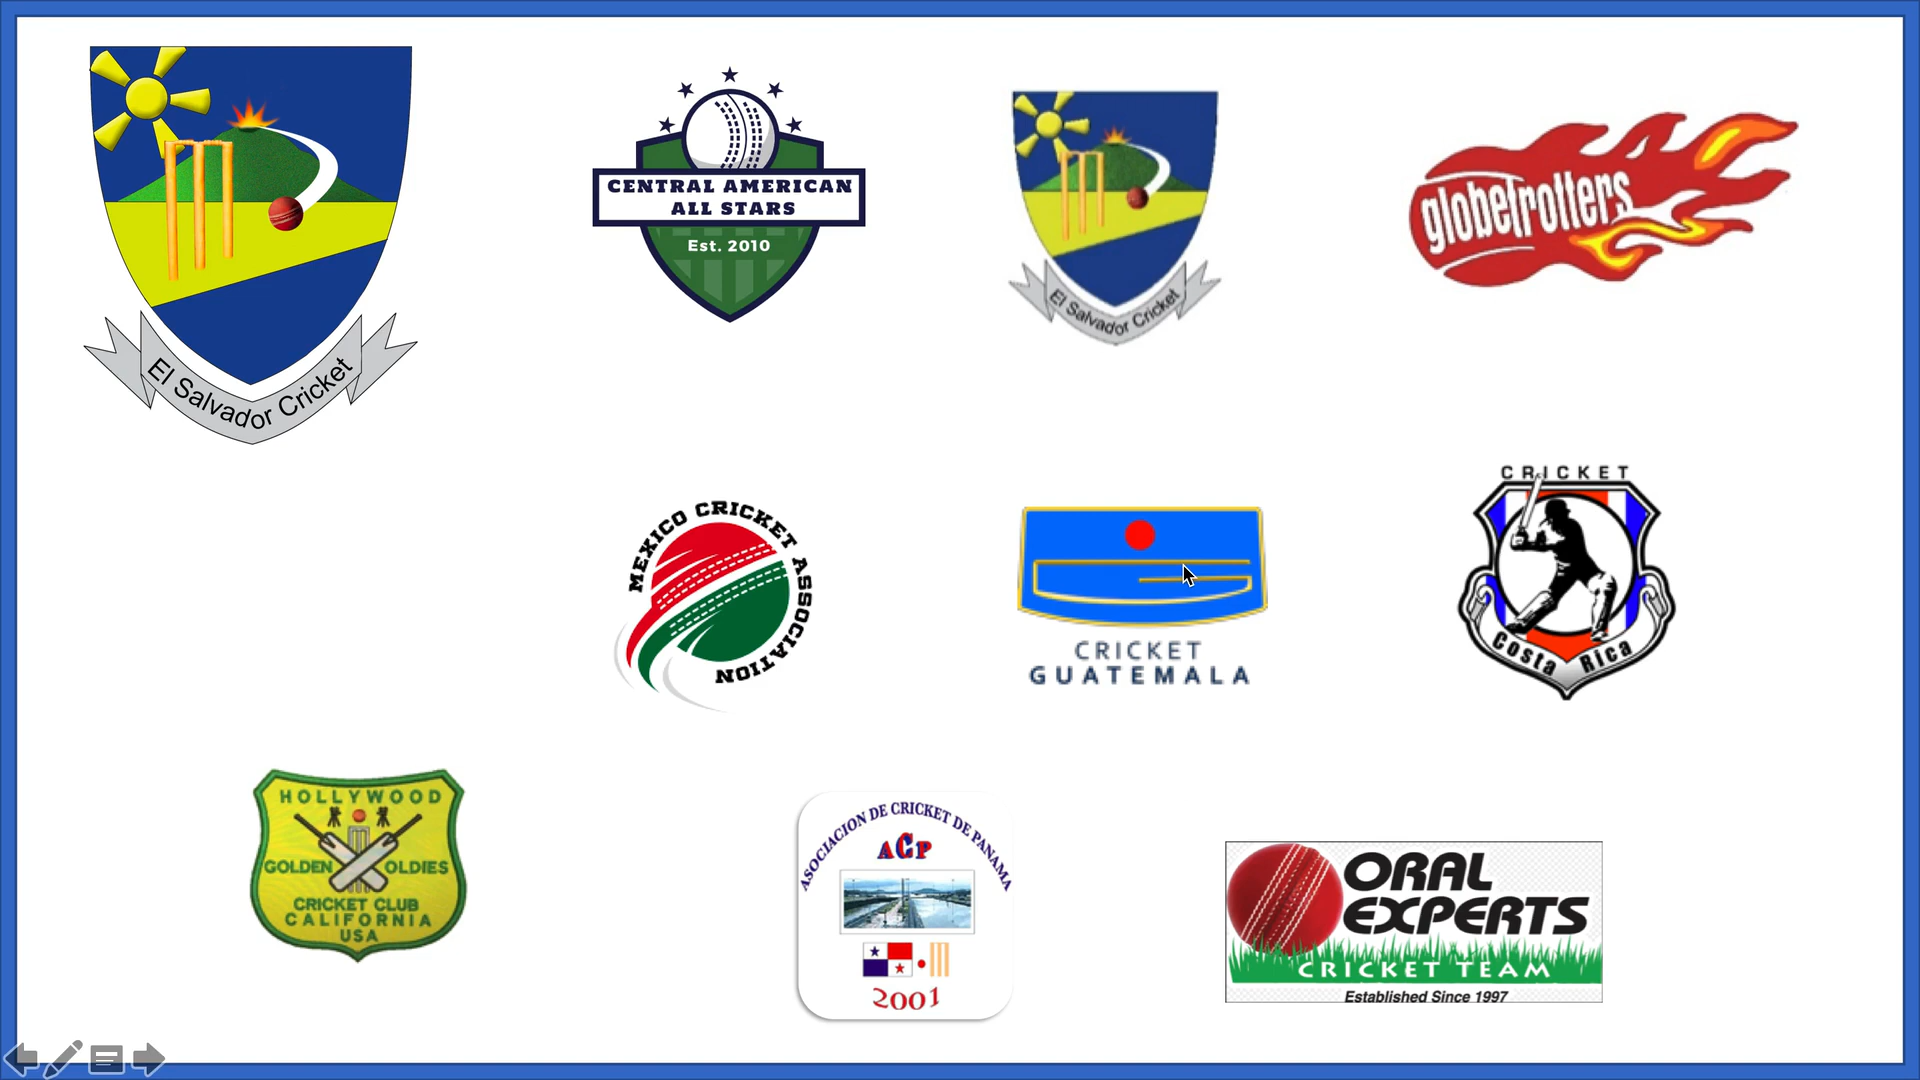 El Salvador Cricket
CENTRAL AMERICAN
ALL STARS
Est. 2010
El Salvador Cricket
globetrotters
MEXICO CRICKET ASSOCIATION
CRICKET
GUATEMALA
CRICKET
Costa Rica
HOLLYWOOD
GOLDEN OLDIES
CRICKET CLUB
CALIFORNIA
USA
ASOCIACION DE CRICKET DE PANAMA
ACP
2001
ORAL
EXPERTS
CRICKET TEAM
Established Since 1997